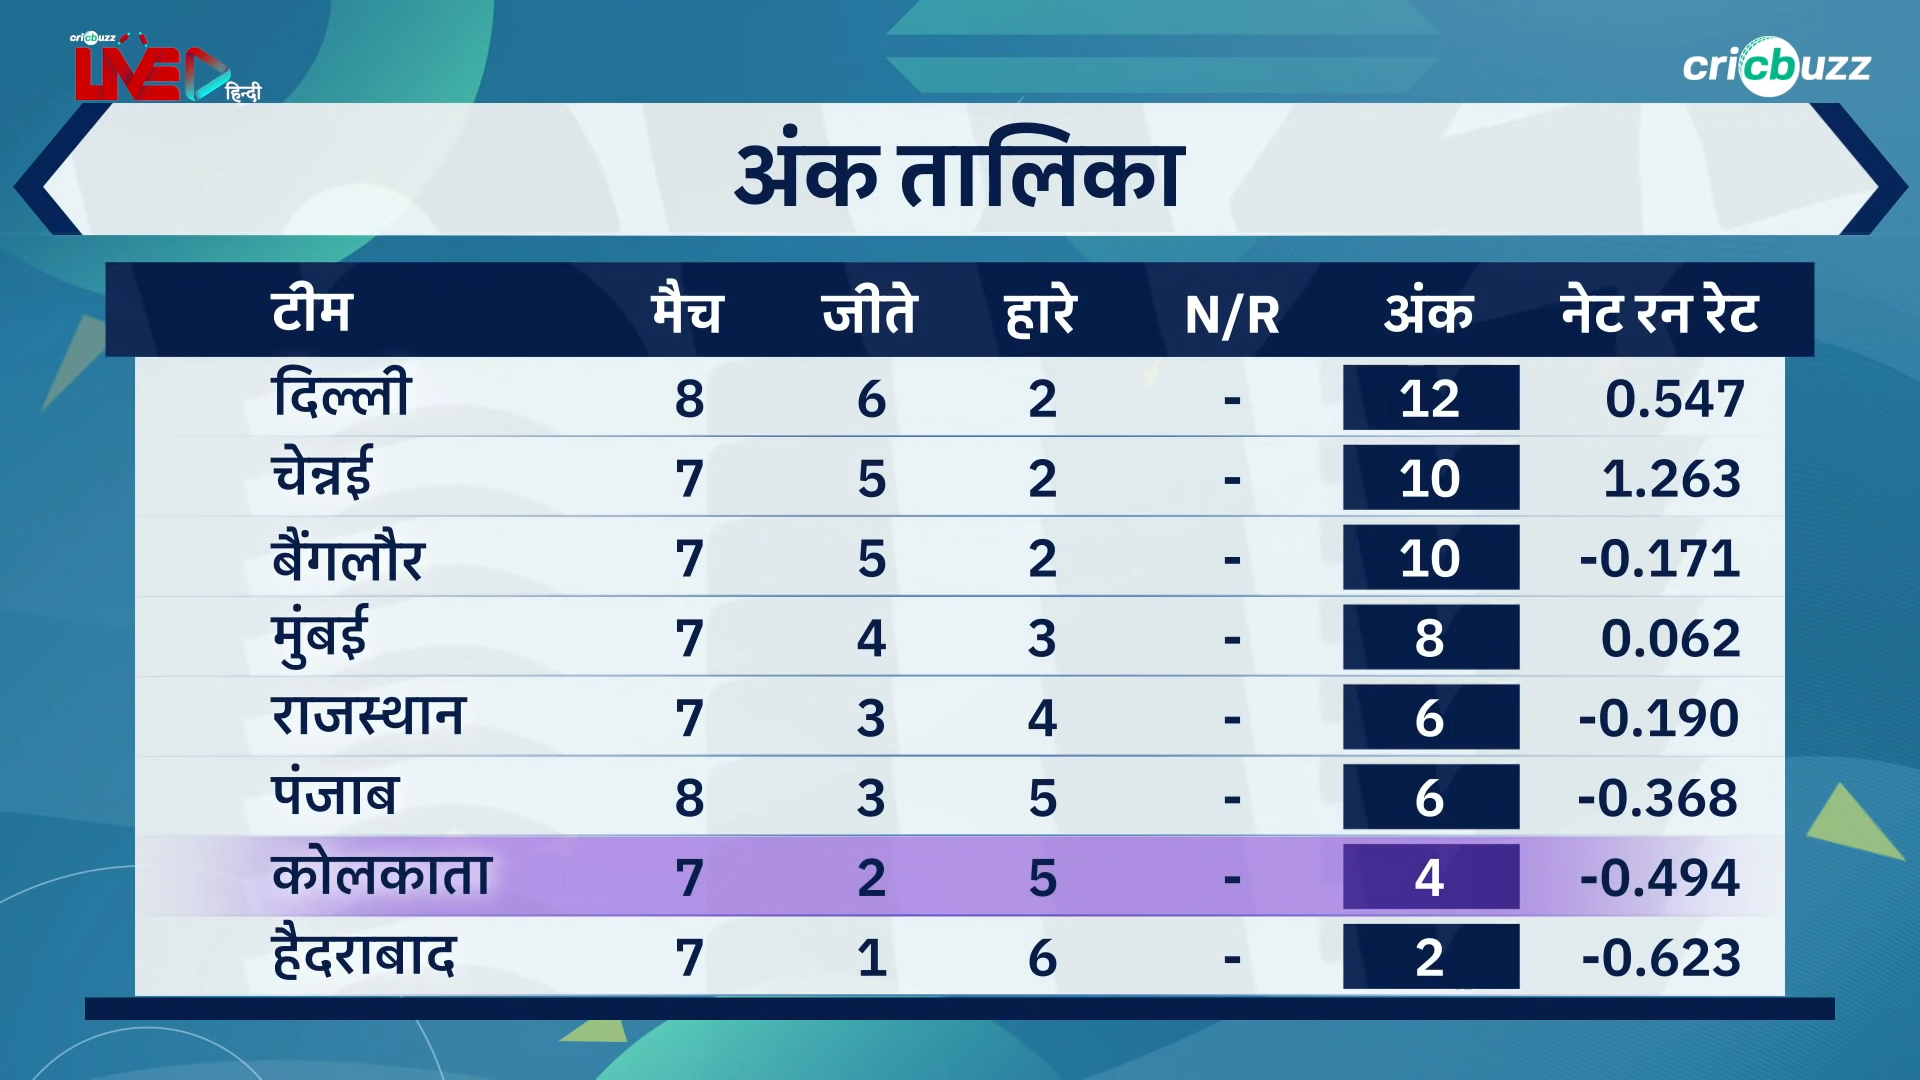 cricbuzz
LIVE हिन्दी
cricbuzz
अंक तालिका
टीम मैच जीते हारे N/R अंक नेट रन रेट
दिल्ली 8 6 2 - 12 0.547
चेन्नई 7 5 2 - 10 1.263
बैंगलौर 7 5 2 - 10 -0.171
मुंबई 7 4 3 - 8 0.062
राजस्थान 7 3 4 - 6 -0.190
पंजाब 8 3 5 - 6 -0.368
कोलकाता 7 2 5 - 4 -0.494
हैदराबाद 7 1 6 - 2 -0.623